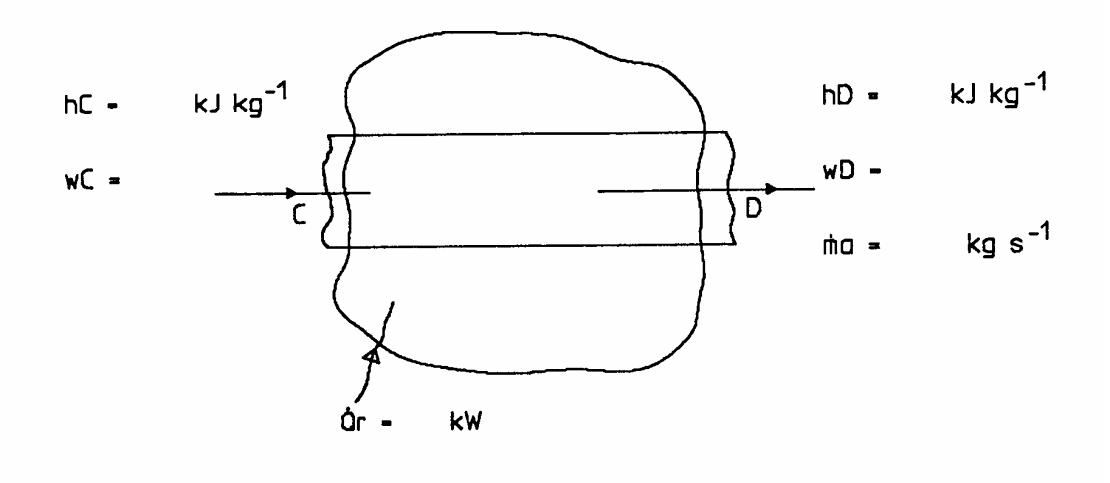 hC = kJ kg⁻¹
wC =
C
hD = kJ kg⁻¹
wD =
D
ṁa = kg s⁻¹
Q̇r = kW